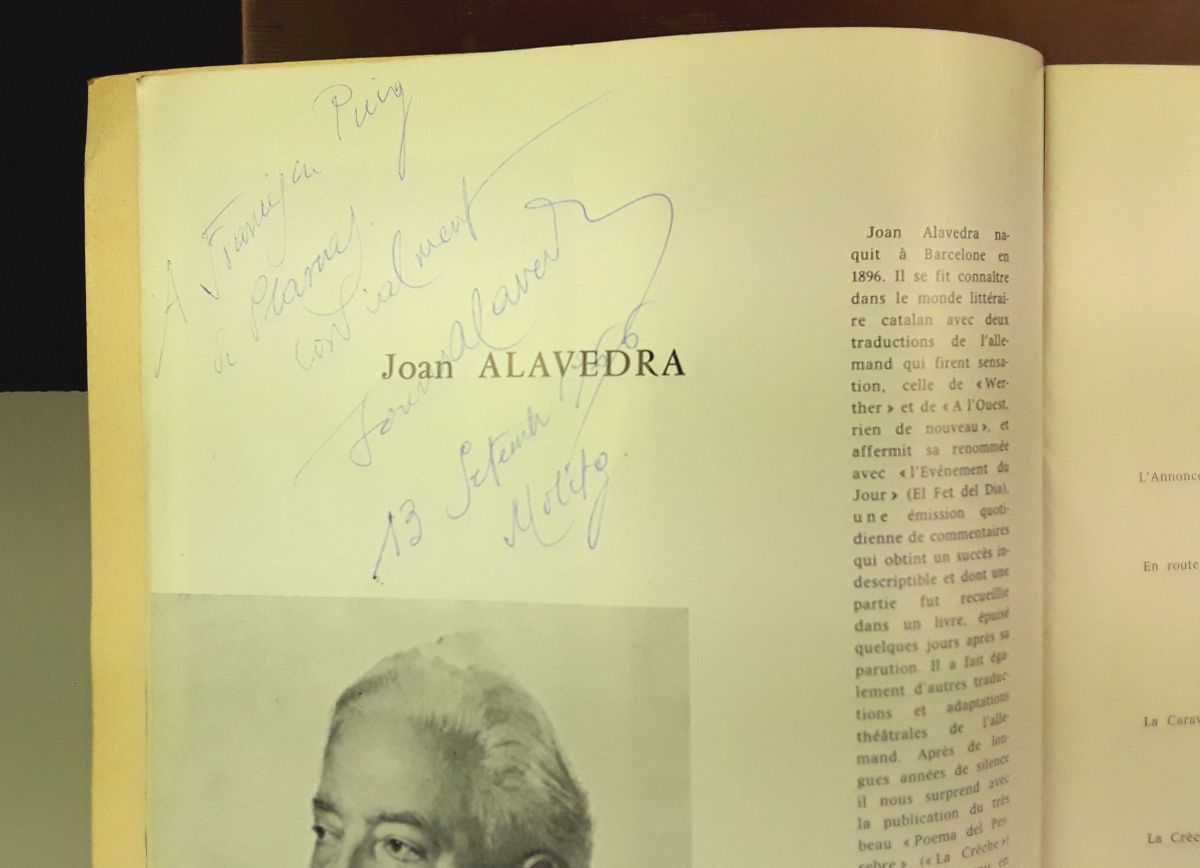 Puig
A
de Planas.
cordialment
Joan Alavedra
13 Setembre 1966
Molitg.
Joan ALAVEDRA
Joan Alavedra na-
quit à Barcelone en
1896. Il se fit connaître
dans le monde littérai-
re catalan avec deux
traductions de l'alle-
mand qui firent sensa-
tion, celle de « Wer-
ther » et de « A l'Ouest,
rien de nouveau », et
affermit sa renommée
avec « l'Evénement du
Jour » (El Fet del Dia),
une émission quoti-
dienne de commentaires
qui obtint un succès in-
descriptible et dont une
partie fut recueillie
dans un livre, épuisé
quelques jours après sa
parution. Il a fait éga-
lement d'autres traduc-
tions et adaptations
théâtrales de l'alle-
mand. Après de lon-
gues années de silence
il nous surprend avec
la publication du très
beau « Poema del Pes-
sebre » (« La Crèche »)
L'Annonc
En route
La Carav
La Crèc